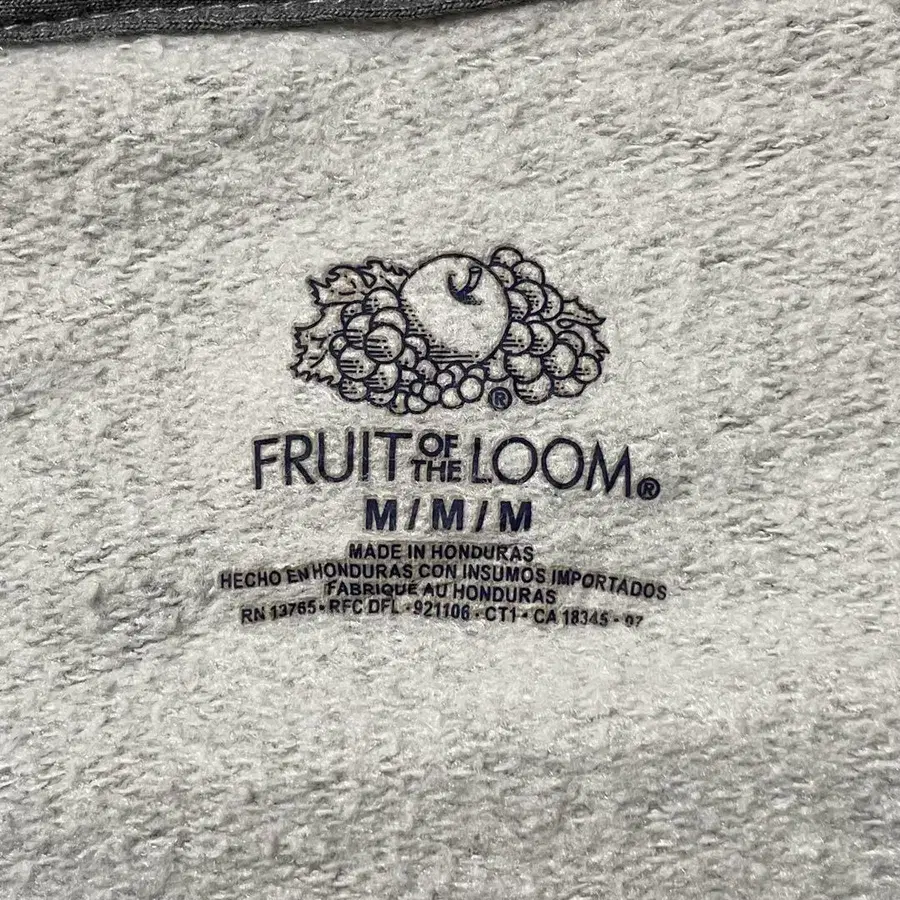 ®
FRUIT OF THE LOOM®
M / M / M
MADE IN HONDURAS
HECHO EN HONDURAS CON INSUMOS IMPORTADOS
FABRIQUÉ AU HONDURAS
RN 13765 • RFC DFL - 921106 - CT1 • CA 18345 - 07